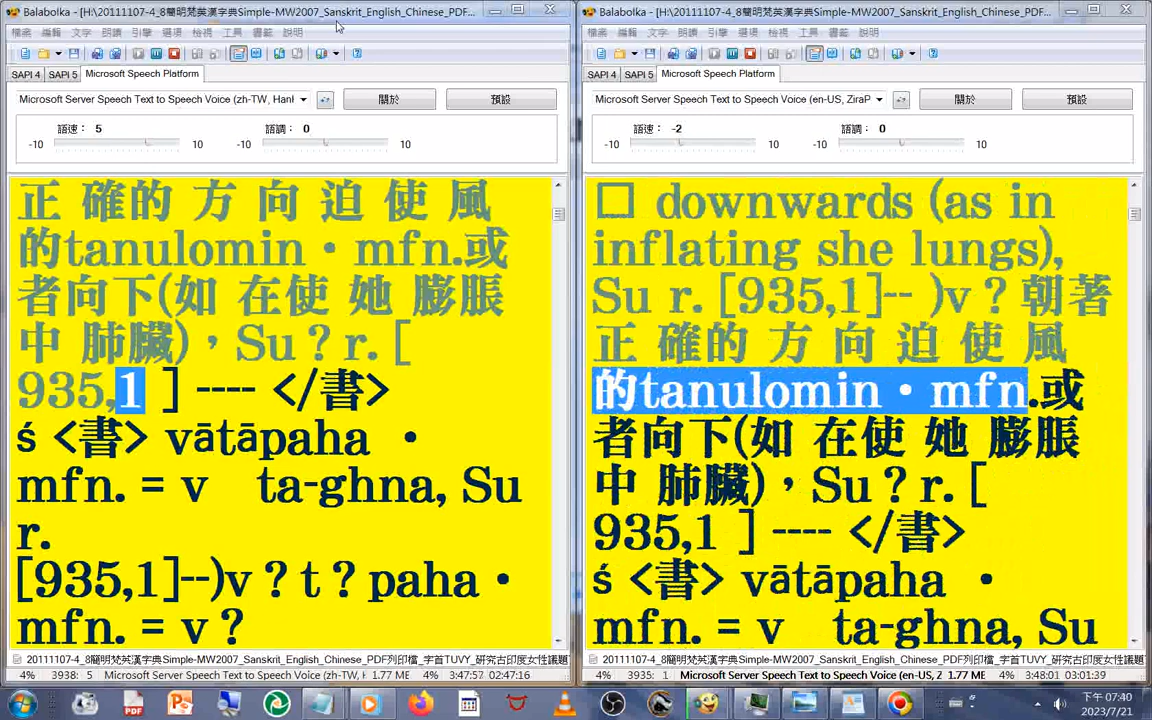 Balabolka - [H:\20111107-4_8簡明梵英漢字典Simple-MW2007_Sanskrit_English_Chinese_PDF...
檔案 編輯 文字 朗讀 引擎 選項 檢視 工具 書籤 說明
SAPI 4 SAPI 5 Microsoft Speech Platform
Microsoft Server Speech Text to Speech Voice (zh-TW, Hanl
關於 預設
語速： 5 語調： 0
-10 10 -10 10
正 確的 方 向 迫 使 風
的tanulomin・mfn.或
者向下(如 在使 她 膨脹
中 肺臟)，Su？r. [
935,1 ] ---- </書>
ś <書> vātāpaha ・
mfn. = v ta-ghna, Su
r.
[935,1]--)v？t？paha・
mfn. = v？
20111107-4_8簡明梵英漢字典Simple-MW2007_Sanskrit_English_Chinese_PDF列印檔_字首TUVY_研究古印度女性議題
4% 3938: 5 Microsoft Server Speech Text to Speech Voice (zh-TW, H 1.77 ME 4% 3:47:57 02:47:16
Balabolka - [H:\20111107-4_8簡明梵英漢字典Simple-MW2007_Sanskrit_English_Chinese_PDF...
檔案 編輯 文字 朗讀 引擎 選項 檢視 工具 書籤 說明
SAPI 4 SAPI 5 Microsoft Speech Platform
Microsoft Server Speech Text to Speech Voice (en-US, ZiraP
關於 預設
語速： -2 語調： 0
-10 10 -10 10
□ downwards (as in
inflating she lungs),
Su r. [935,1]-- )v？朝著
正 確的 方 向 迫 使 風
的tanulomin・mfn.或
者向下(如 在使 她 膨脹
中 肺臟)，Su？r. [
935,1 ] ---- </書>
ś <書> vātāpaha ・
mfn. = v ta-ghna, Su
20111107-4_8簡明梵英漢字典Simple-MW2007_Sanskrit_English_Chinese_PDF列印檔_字首TUVY_研究古印度女性議題
4% 3935: 1 Microsoft Server Speech Text to Speech Voice (en-US, Z 1.77 ME 4% 3:48:01 03:01:39
下午 07:40
2023/7/21